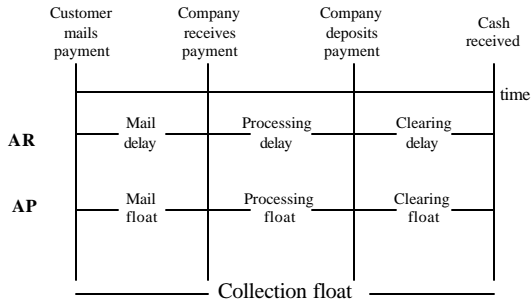 Customer
mails
payment
Company
receives
payment
Company
deposits
payment
Cash
received
time
AR
Mail
delay
Processing
delay
Clearing
delay
AP
Mail
float
Processing
float
Clearing
float
Collection float